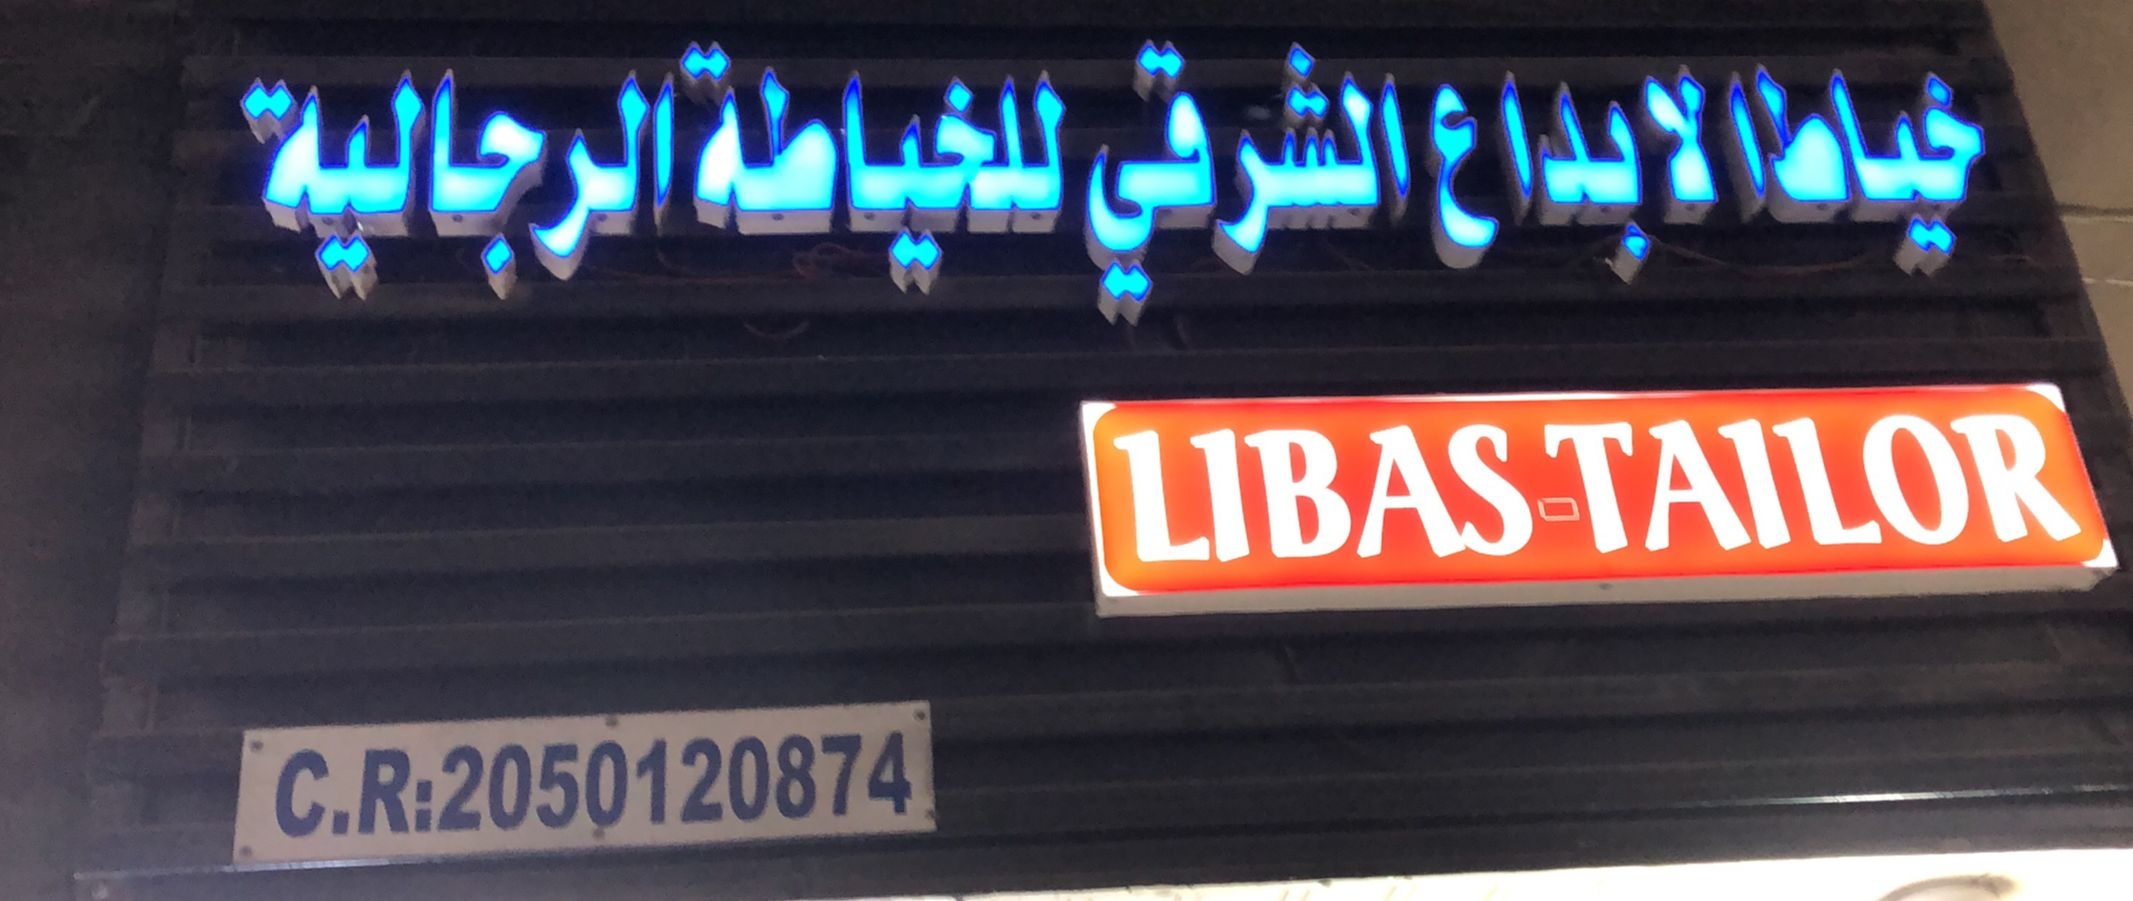 خياط الابداع الشرقي للخياطة الرجالية
LIBAS-TAILOR
C.R:2050120874